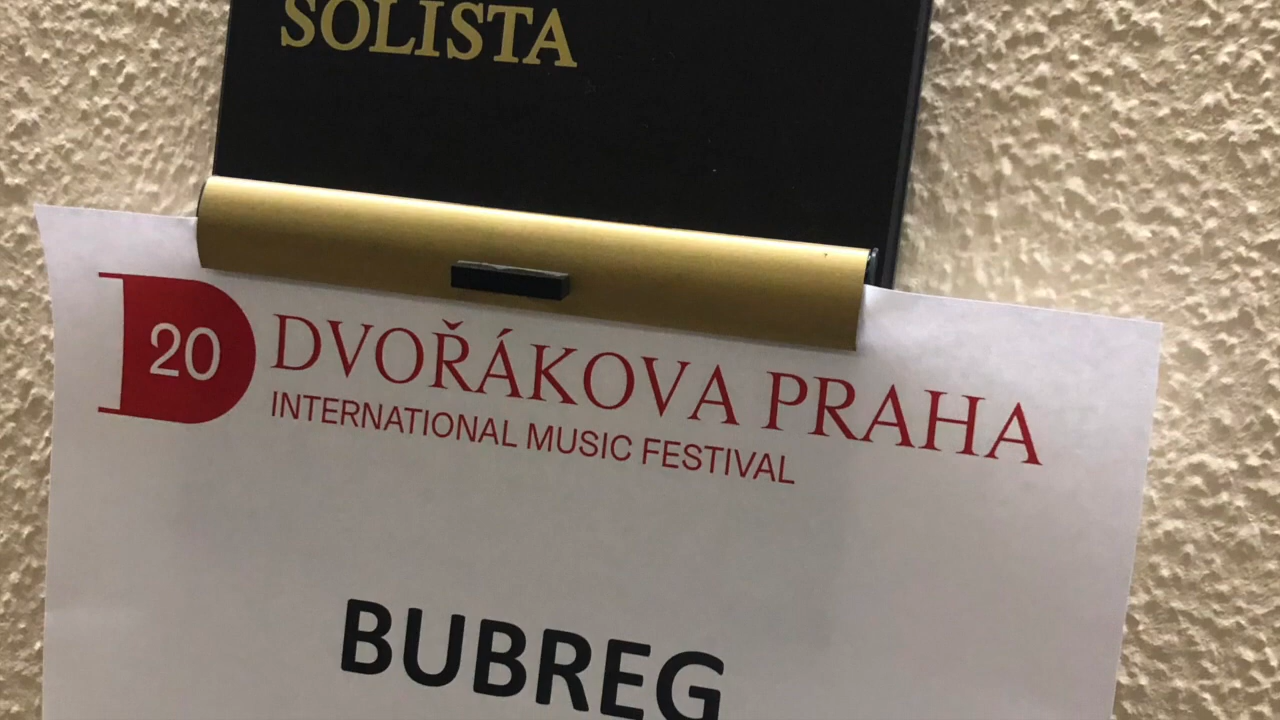 SOLISTA
20
DVOŘÁKOVA PRAHA
INTERNATIONAL MUSIC FESTIVAL
BUBREG